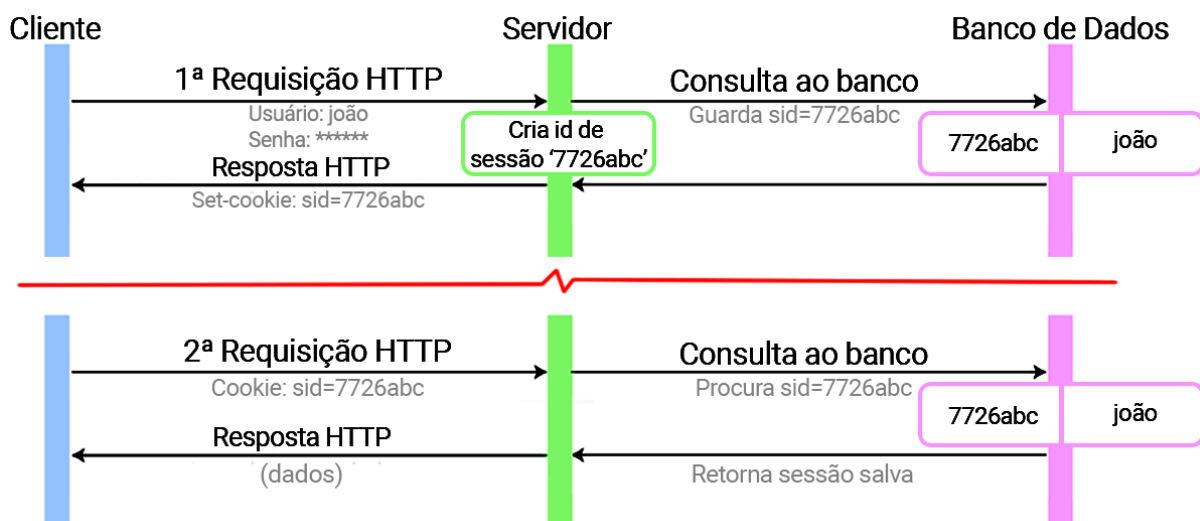 Cliente
Servidor
Banco de Dados
1ª Requisição HTTP
Usuário: joão
Senha: ******
Cria id de
sessão ‘7726abc’
Consulta ao banco
Guarda sid=7726abc
7726abc
joão
Resposta HTTP
Set-cookie: sid=7726abc
2ª Requisição HTTP
Cookie: sid=7726abc
Consulta ao banco
Procura sid=7726abc
7726abc
joão
Resposta HTTP
(dados)
Retorna sessão salva